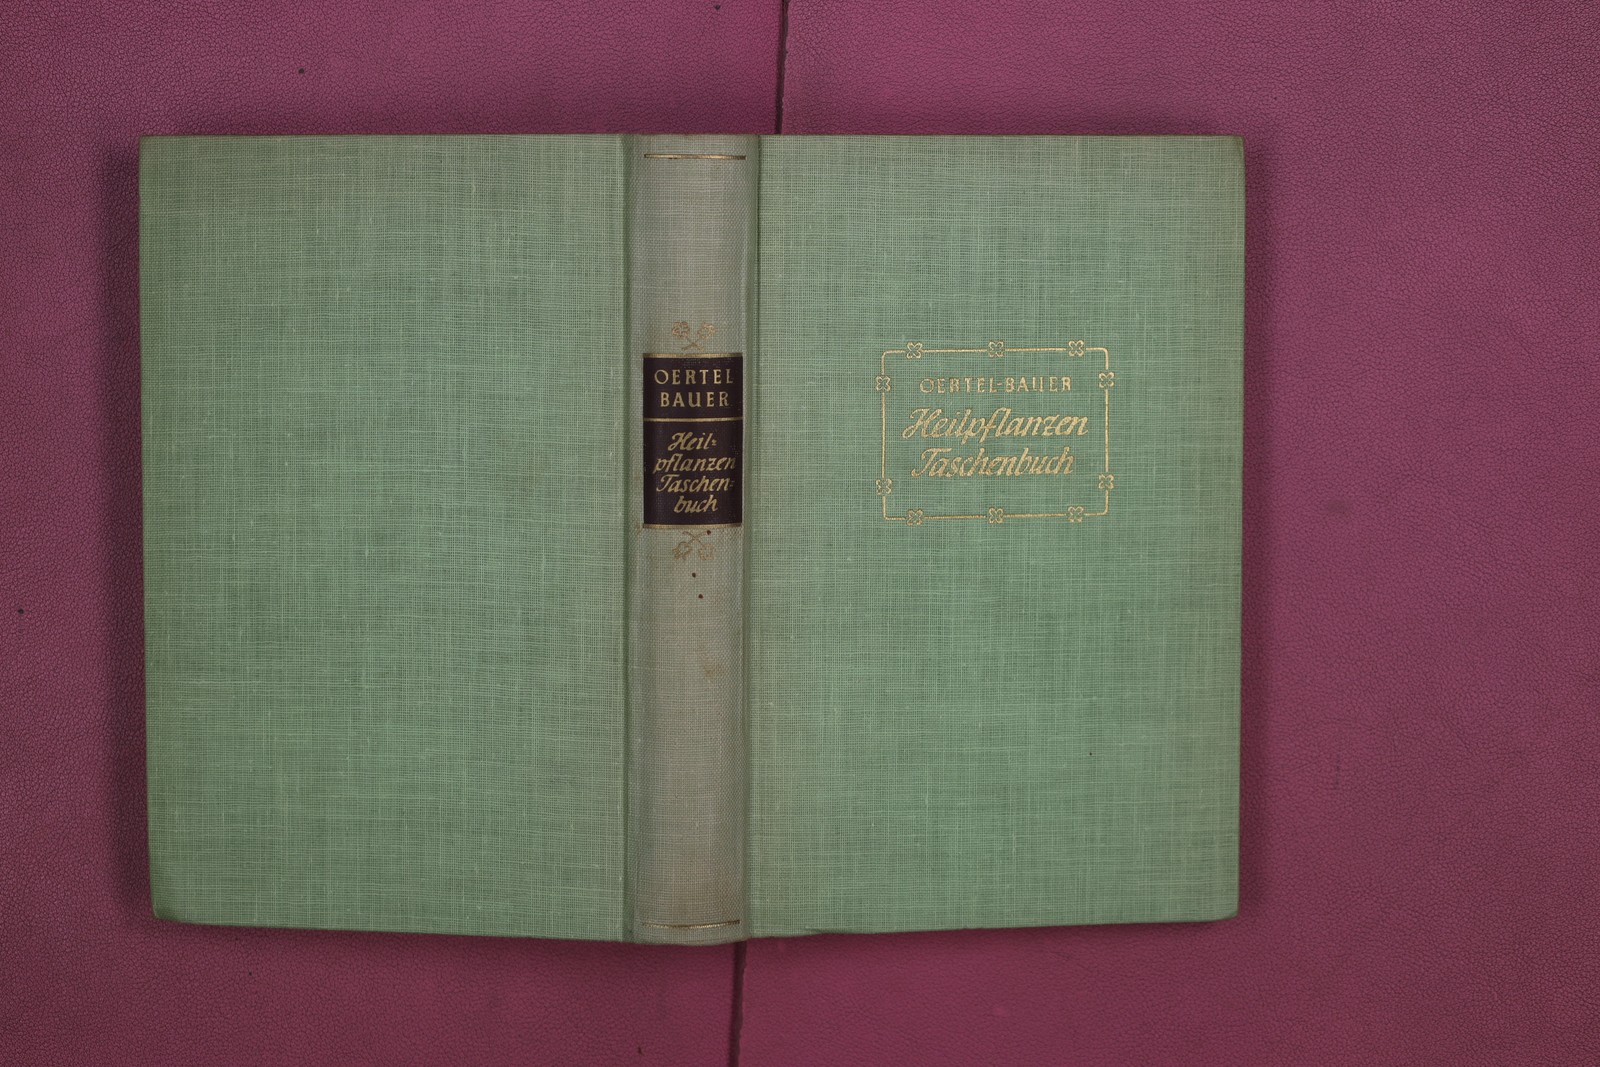 OERTEL
BAUER
Heil=
pflanzen
Taschen=
buch
OERTEL-BAUER
Heilpflanzen
Taschenbuch